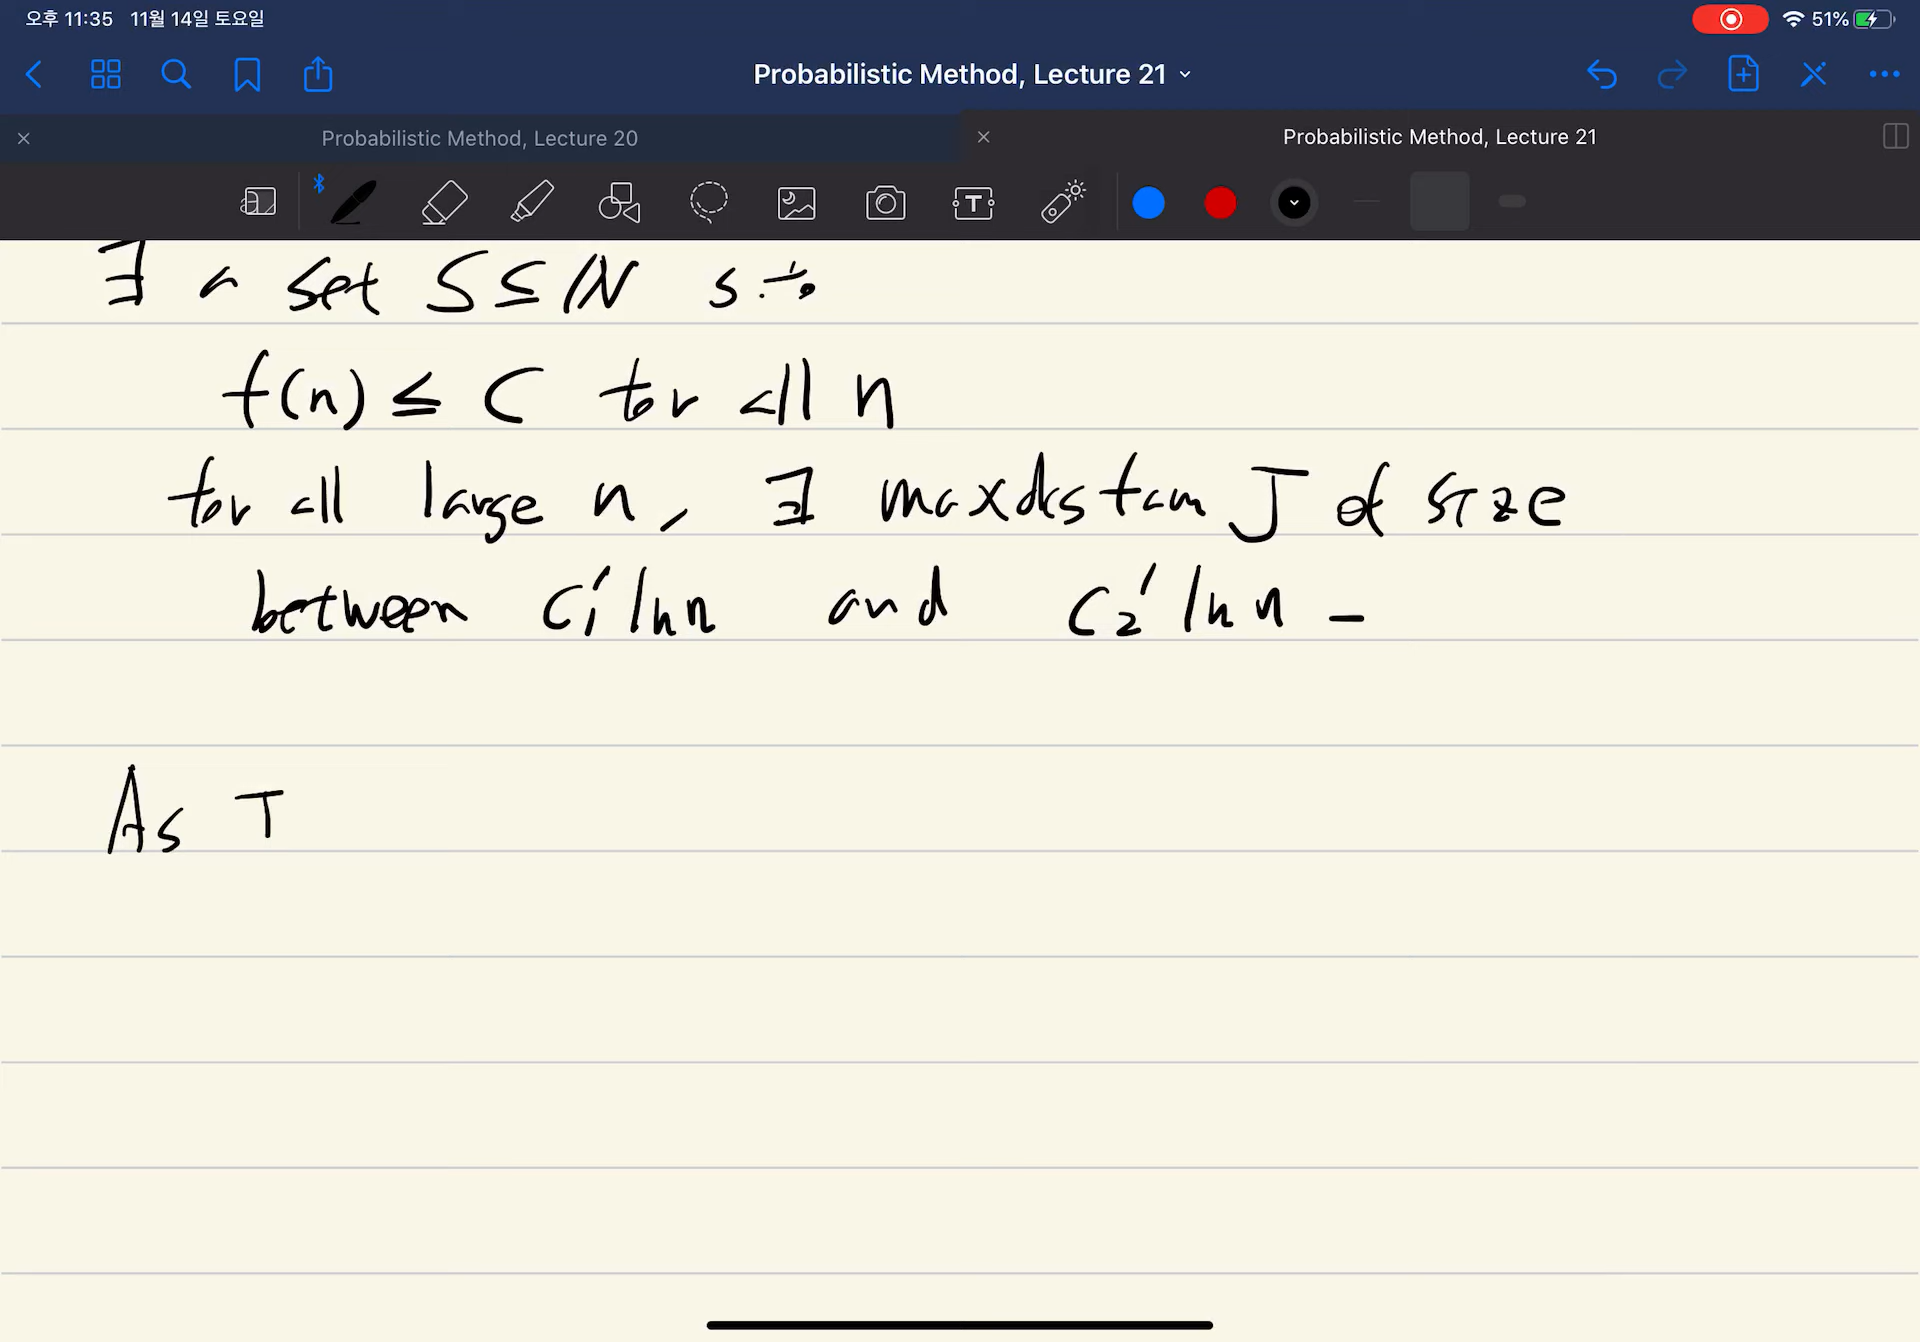 오후 11:35 11월 14일 토요일 51%
Probabilistic Method, Lecture 21
Probabilistic Method, Lecture 20 Probabilistic Method, Lecture 21
∃ a set S ⊆ ℕ s.t.
f(n) ≤ C for all n
for all large n, ∃ maxdisfam J of size
between C₁' ln n and C₂' ln n -
As J